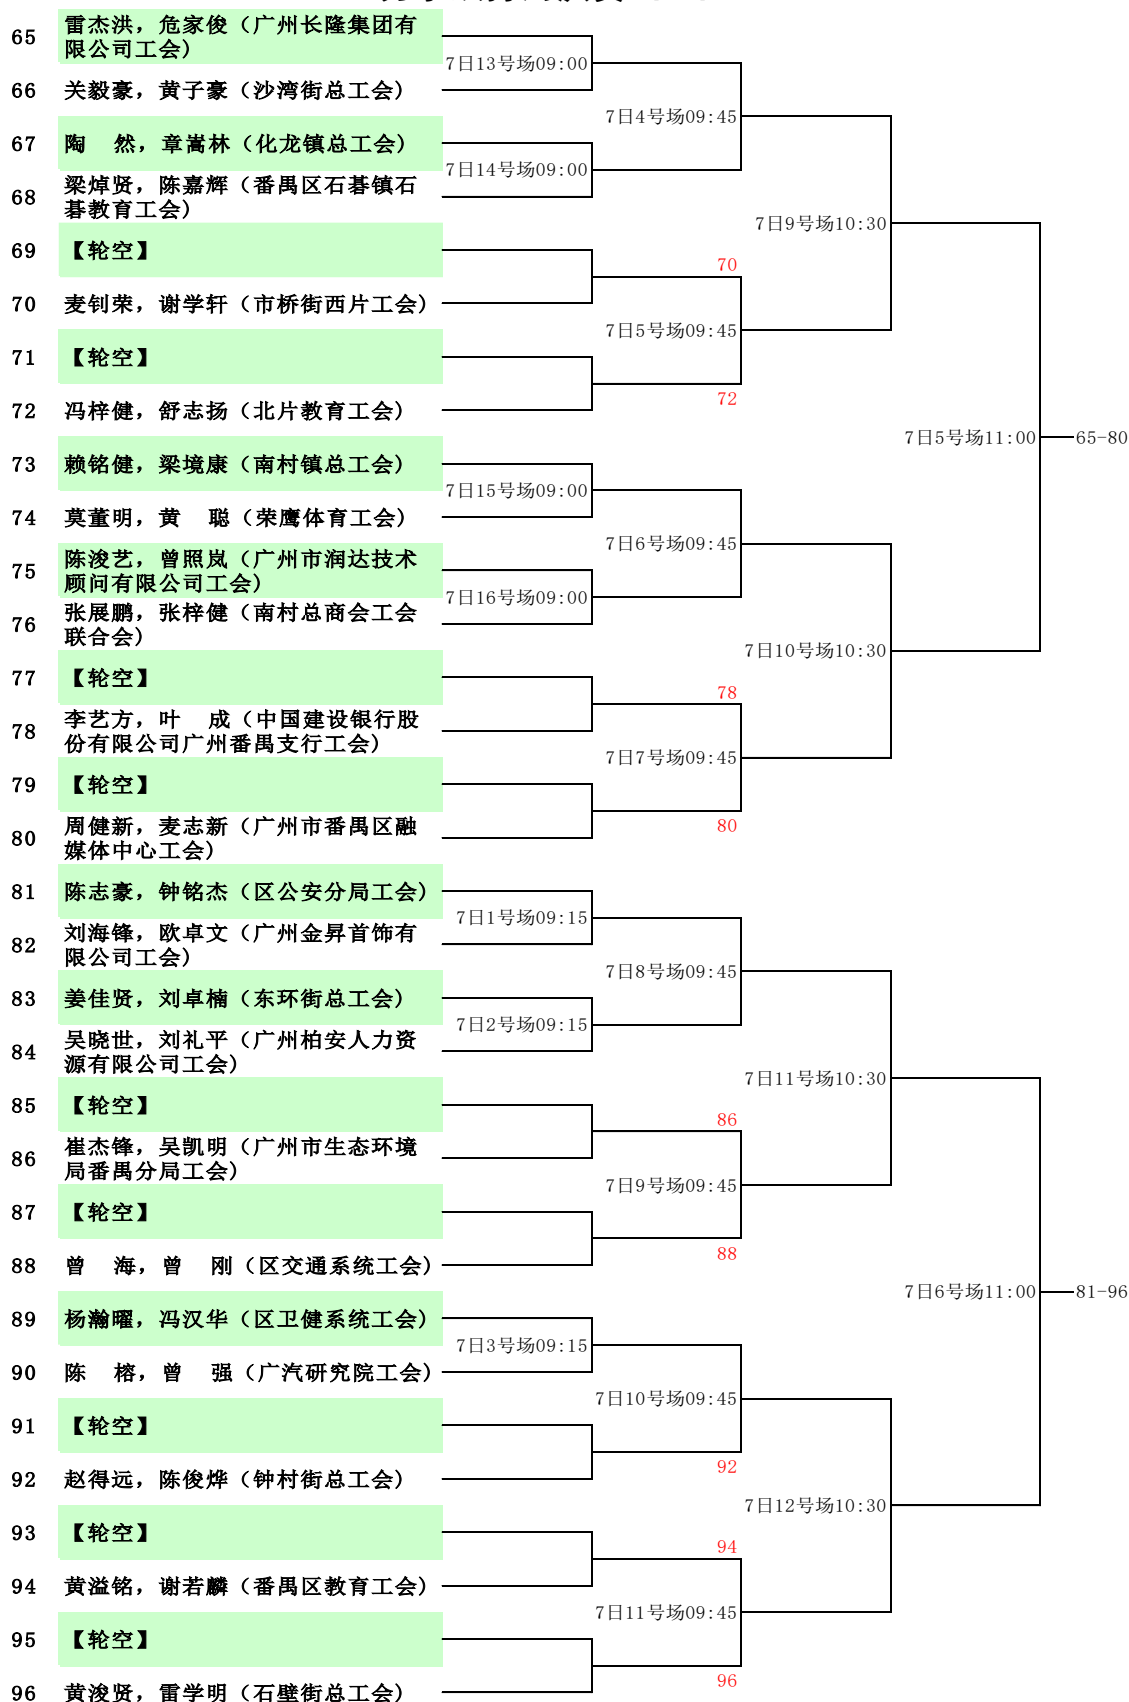 65 雷杰洪，危家俊（广州长隆集团有
限公司工会）
7日13号场09:00
66 关毅豪，黄子豪（沙湾街总工会）
7日4号场09:45
67 陶　然，章嵩林（化龙镇总工会）
7日14号场09:00
68 梁焯贤，陈嘉辉（番禺区石碁镇石
碁教育工会）
7日9号场10:30
69 【轮空】
70
70 麦钊荣，谢学轩（市桥街西片工会）
7日5号场09:45
71 【轮空】
72
72 冯梓健，舒志扬（北片教育工会）
7日5号场11:00
65-80
73 赖铭健，梁境康（南村镇总工会）
7日15号场09:00
74 莫董明，黄　聪（荣鹰体育工会）
7日6号场09:45
75 陈浚艺，曾照岚（广州市润达技术
顾问有限公司工会）
7日16号场09:00
76 张展鹏，张梓健（南村总商会工会
联合会）
7日10号场10:30
77 【轮空】
78
78 李艺方，叶　成（中国建设银行股
份有限公司广州番禺支行工会）
7日7号场09:45
79 【轮空】
80
80 周健新，麦志新（广州市番禺区融
媒体中心工会）
81 陈志豪，钟铭杰（区公安分局工会）
7日1号场09:15
82 刘海锋，欧卓文（广州金昇首饰有
限公司工会）
7日8号场09:45
83 姜佳贤，刘卓楠（东环街总工会）
7日2号场09:15
84 吴晓世，刘礼平（广州柏安人力资
源有限公司工会）
7日11号场10:30
85 【轮空】
86
86 崔杰锋，吴凯明（广州市生态环境
局番禺分局工会）
7日9号场09:45
87 【轮空】
88
88 曾　海，曾　刚（区交通系统工会）
7日6号场11:00
81-96
89 杨瀚曜，冯汉华（区卫健系统工会）
7日3号场09:15
90 陈　榕，曾　强（广汽研究院工会）
7日10号场09:45
91 【轮空】
92
92 赵得远，陈俊烨（钟村街总工会）
7日12号场10:30
93 【轮空】
94
94 黄溢铭，谢若麟（番禺区教育工会）
7日11号场09:45
95 【轮空】
96
96 黄浚贤，雷学明（石壁街总工会）